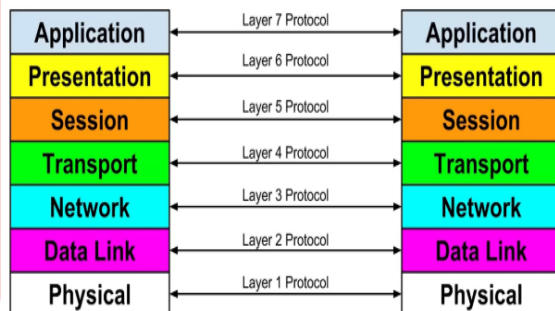 Application Layer 7 Protocol Application
Presentation Layer 6 Protocol Presentation
Session Layer 5 Protocol Session
Transport Layer 4 Protocol Transport
Network Layer 3 Protocol Network
Data Link Layer 2 Protocol Data Link
Physical Layer 1 Protocol Physical